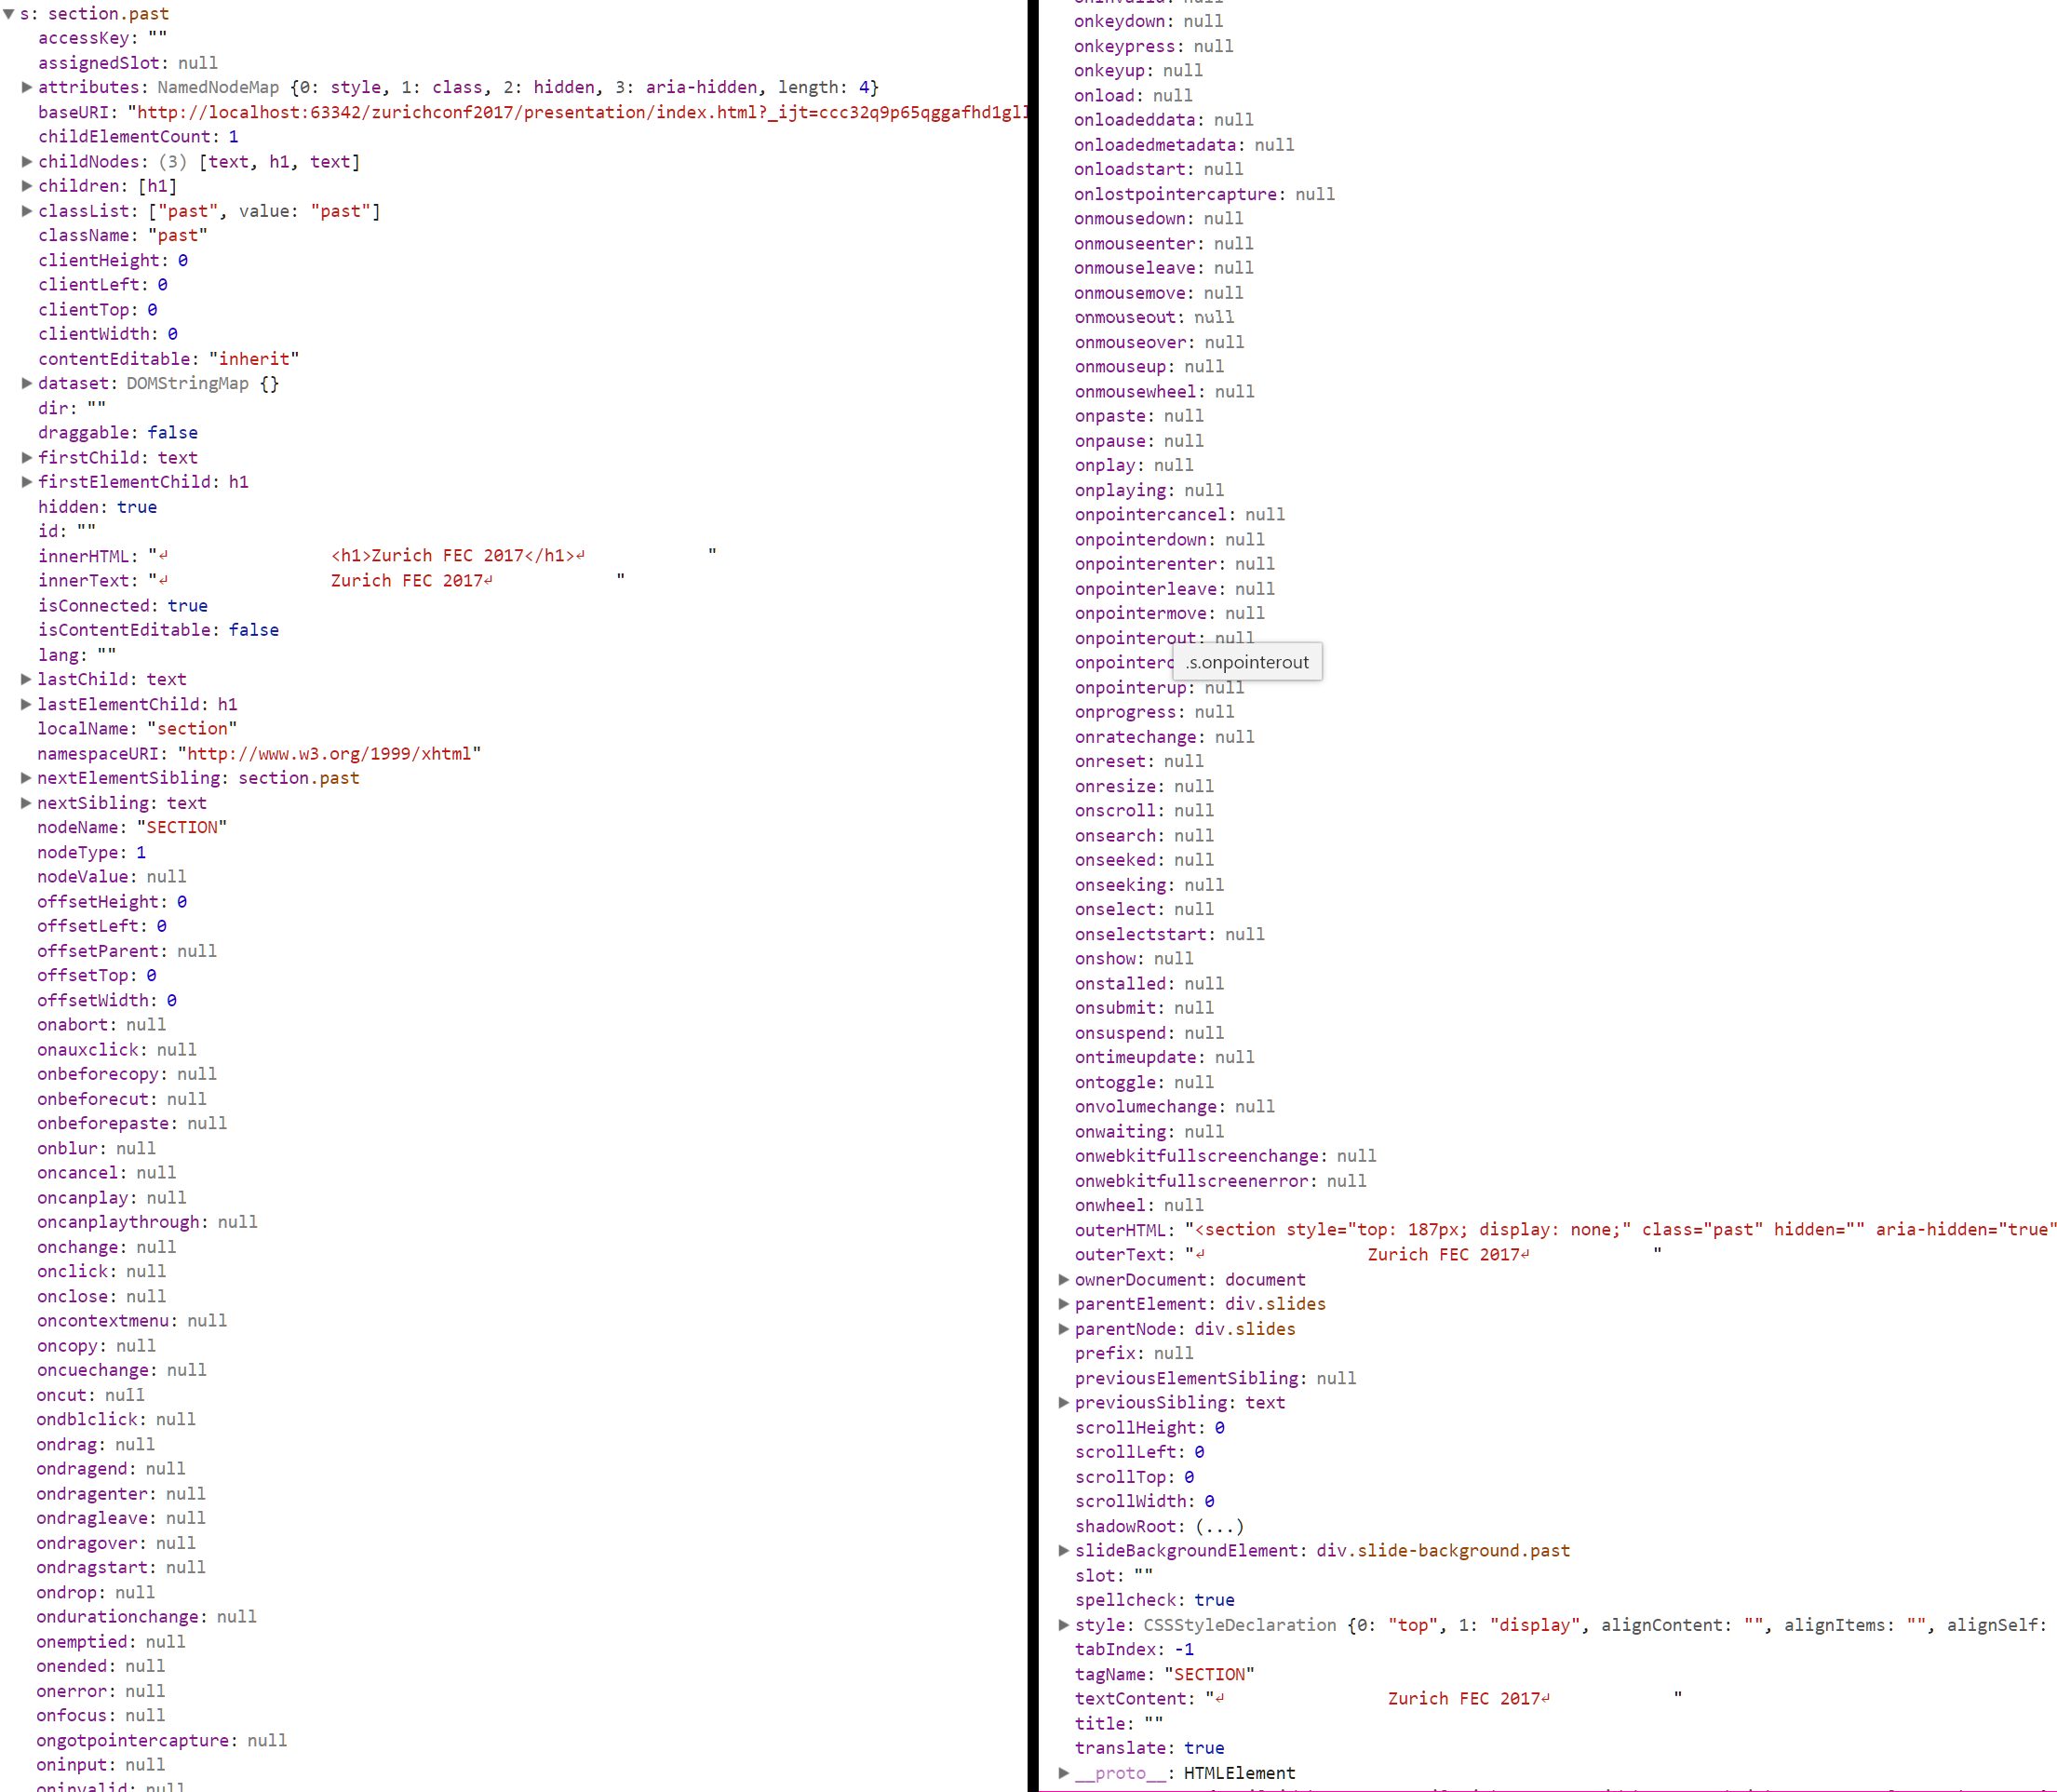 ▼ s: section.past
accessKey: ""
assignedSlot: null
▶ attributes: NamedNodeMap {0: style, 1: class, 2: hidden, 3: aria-hidden, length: 4}
baseURI: "http://localhost:63342/zurichconf2017/presentation/index.html?_ijt=ccc32q9p65qggafhd1gll
childElementCount: 1
▶ childNodes: (3) [text, h1, text]
▶ children: [h1]
▶ classList: ["past", value: "past"]
className: "past"
clientHeight: 0
clientLeft: 0
clientTop: 0
clientWidth: 0
contentEditable: "inherit"
▶ dataset: DOMStringMap {}
dir: ""
draggable: false
▶ firstChild: text
▶ firstElementChild: h1
hidden: true
id: ""
innerHTML: "↵ <h1>Zurich FEC 2017</h1>↵ "
innerText: "↵ Zurich FEC 2017↵ "
isConnected: true
isContentEditable: false
lang: ""
▶ lastChild: text
▶ lastElementChild: h1
localName: "section"
namespaceURI: "http://www.w3.org/1999/xhtml"
▶ nextElementSibling: section.past
▶ nextSibling: text
nodeName: "SECTION"
nodeType: 1
nodeValue: null
offsetHeight: 0
offsetLeft: 0
offsetParent: null
offsetTop: 0
offsetWidth: 0
onabort: null
onauxclick: null
onbeforecopy: null
onbeforecut: null
onbeforepaste: null
onblur: null
oncancel: null
oncanplay: null
oncanplaythrough: null
onchange: null
onclick: null
onclose: null
oncontextmenu: null
oncopy: null
oncuechange: null
oncut: null
ondblclick: null
ondrag: null
ondragend: null
ondragenter: null
ondragleave: null
ondragover: null
ondragstart: null
ondrop: null
ondurationchange: null
onemptied: null
onended: null
onerror: null
onfocus: null
ongotpointercapture: null
oninput: null
oninvalid: null
oninvalid: null
onkeydown: null
onkeypress: null
onkeyup: null
onload: null
onloadeddata: null
onloadedmetadata: null
onloadstart: null
onlostpointercapture: null
onmousedown: null
onmouseenter: null
onmouseleave: null
onmousemove: null
onmouseout: null
onmouseover: null
onmouseup: null
onmousewheel: null
onpaste: null
onpause: null
onplay: null
onplaying: null
onpointercancel: null
onpointerdown: null
onpointerenter: null
onpointerleave: null
onpointermove: null
onpointerout: null
.s.onpointerout
onpointerup: null
onprogress: null
onratechange: null
onreset: null
onresize: null
onscroll: null
onsearch: null
onseeked: null
onseeking: null
onselect: null
onselectstart: null
onshow: null
onstalled: null
onsubmit: null
onsuspend: null
ontimeupdate: null
ontoggle: null
onvolumechange: null
onwaiting: null
onwebkitfullscreenchange: null
onwebkitfullscreenerror: null
onwheel: null
outerHTML: "<section style="top: 187px; display: none;" class="past" hidden="" aria-hidden="true"
outerText: "↵ Zurich FEC 2017↵ "
▶ ownerDocument: document
▶ parentElement: div.slides
▶ parentNode: div.slides
prefix: null
previousElementSibling: null
▶ previousSibling: text
scrollHeight: 0
scrollLeft: 0
scrollTop: 0
scrollWidth: 0
shadowRoot: (...)
▶ slideBackgroundElement: div.slide-background.past
slot: ""
spellcheck: true
▶ style: CSSStyleDeclaration {0: "top", 1: "display", alignContent: "", alignItems: "", alignSelf:
tabIndex: -1
tagName: "SECTION"
textContent: "↵ Zurich FEC 2017↵ "
title: ""
translate: true
▶ __proto__: HTMLElement